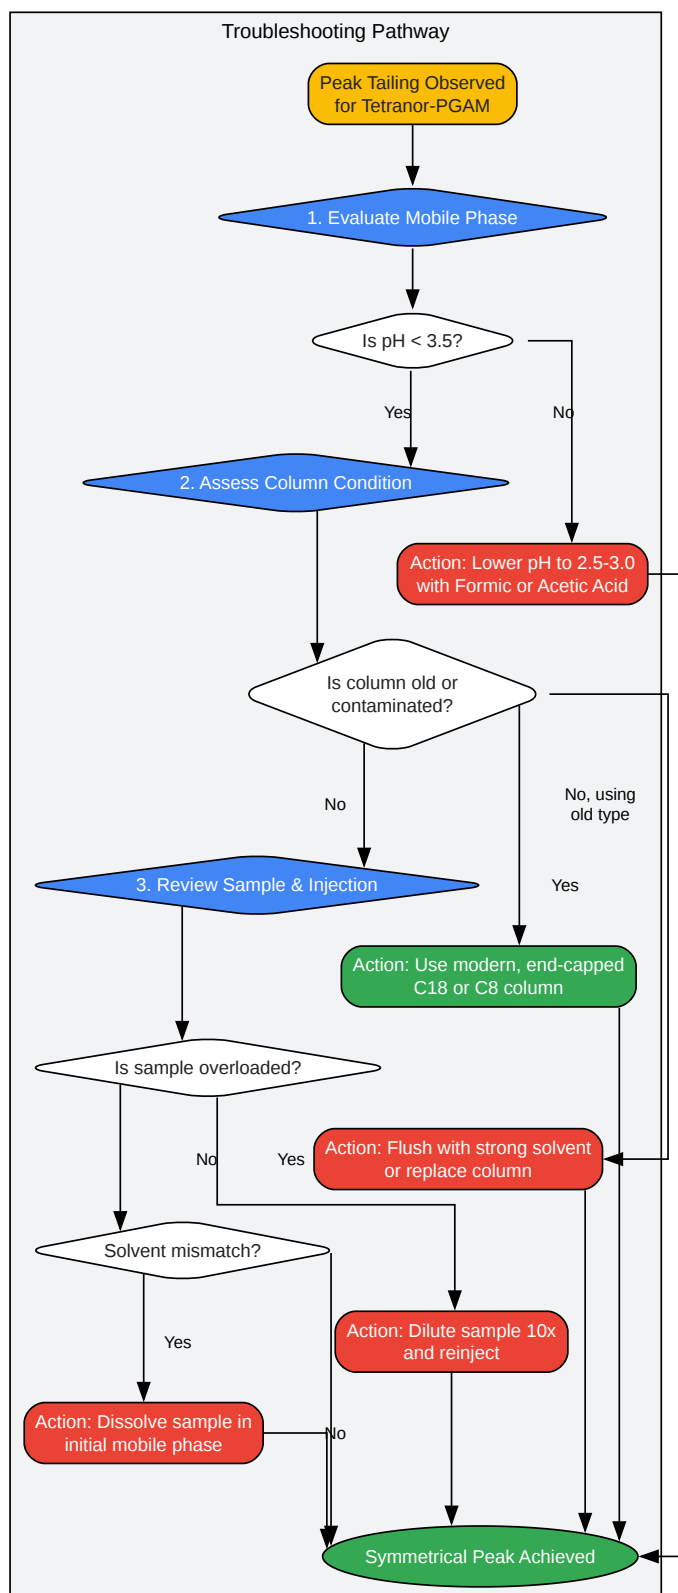 Troubleshooting Pathway
Peak Tailing Observed
for Tetranor-PGAM
1. Evaluate Mobile Phase
Is pH < 3.5?
Yes
No
2. Assess Column Condition
Action: Lower pH to 2.5-3.0
with Formic or Acetic Acid
Is column old or
contaminated?
No
No, using
old type
3. Review Sample & Injection
Yes
Action: Use modern, end-capped
C18 or C8 column
Is sample overloaded?
No
Yes
Action: Flush with strong solvent
or replace column
Solvent mismatch?
Action: Dilute sample 10x
and reinject
Yes
Action: Dissolve sample in
initial mobile phase
No
Symmetrical Peak Achieved